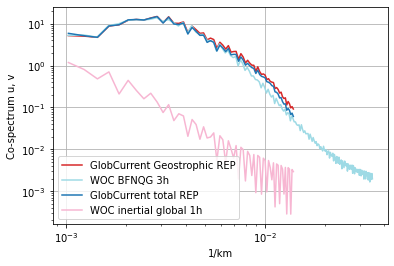 Co-spectrum u, v
10¹
10⁰
10⁻¹
10⁻²
10⁻³
GlobCurrent Geostrophic REP
WOC BFNQG 3h
GlobCurrent total REP
WOC inertial global 1h
10⁻³
10⁻²
1/km